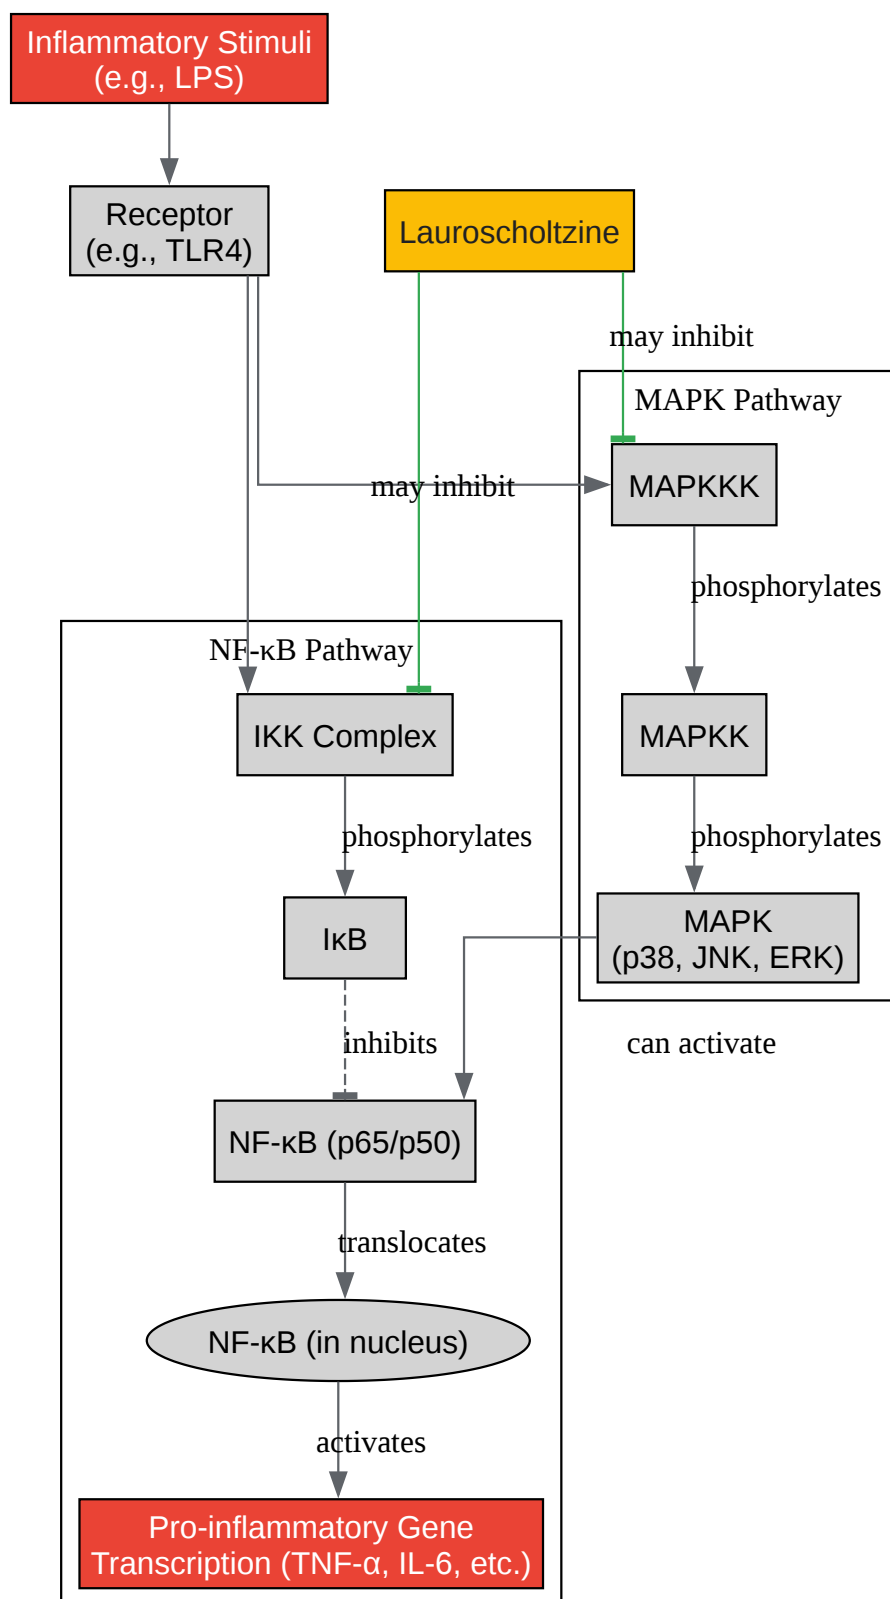 Inflammatory Stimuli
(e.g., LPS)
Receptor
(e.g., TLR4)
Lauroscholtzine
may inhibit
MAPK Pathway
MAPKKK
may inhibit
phosphorylates
NF-κB Pathway
IKK Complex
MAPKK
phosphorylates
phosphorylates
IκB
MAPK
(p38, JNK, ERK)
inhibits
can activate
NF-κB (p65/p50)
translocates
NF-κB (in nucleus)
activates
Pro-inflammatory Gene
Transcription (TNF-α, IL-6, etc.)